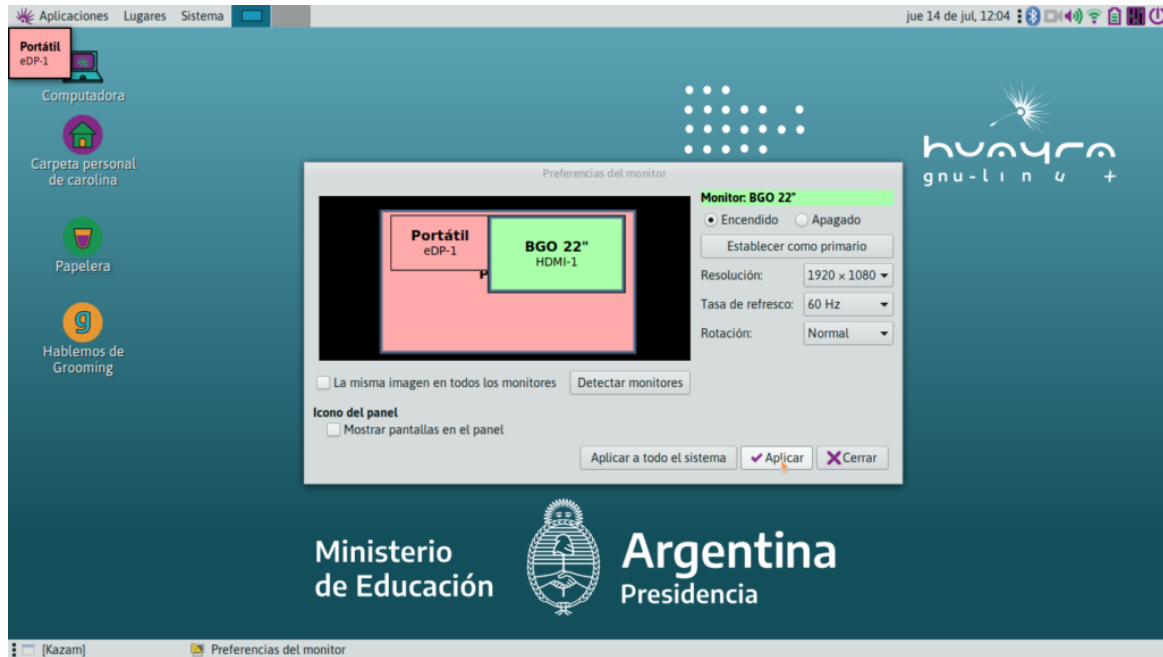 Aplicaciones Lugares Sistema
jue 14 de jul, 12:04
Portátil
eDP-1
Computadora
Carpeta personal
de carolina
Papelera
g
Hablemos de
Grooming
huayra
gnu-linux +
Preferencias del monitor
Portátil
eDP-1
P
BGO 22"
HDMI-1
Monitor: BGO 22"
Encendido Apagado
Establecer como primario
Resolución: 1920 x 1080
Tasa de refresco: 60 Hz
Rotación: Normal
La misma imagen en todos los monitores Detectar monitores
Icono del panel
Mostrar pantallas en el panel
Aplicar a todo el sistema Aplicar Cerrar
Ministerio
de Educación
Argentina
Presidencia
[Kazam] Preferencias del monitor